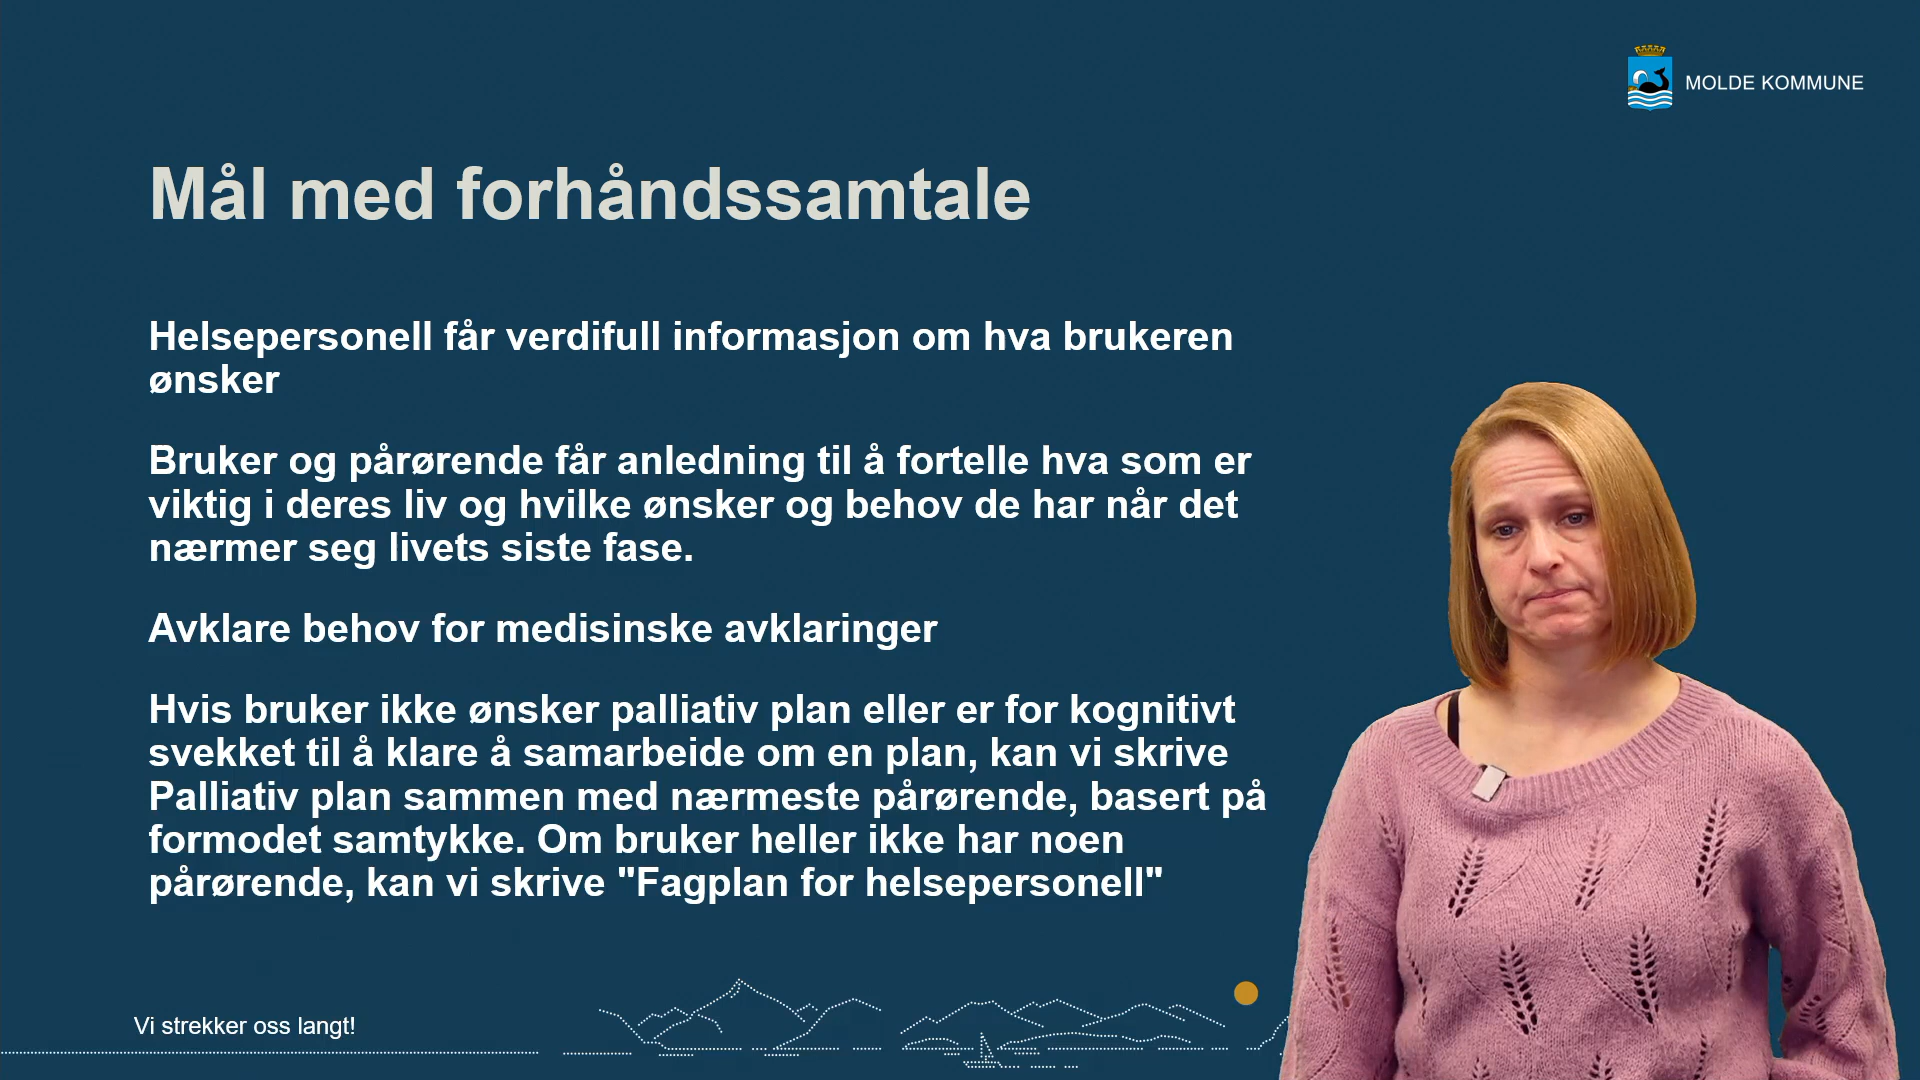 MOLDE KOMMUNE
Mål med forhåndssamtale
Helsepersonell får verdifull informasjon om hva brukeren
ønsker
Bruker og pårørende får anledning til å fortelle hva som er
viktig i deres liv og hvilke ønsker og behov de har når det
nærmer seg livets siste fase.
Avklare behov for medisinske avklaringer
Hvis bruker ikke ønsker palliativ plan eller er for kognitivt
svekket til å klare å samarbeide om en plan, kan vi skrive
Palliativ plan sammen med nærmeste pårørende, basert på
formodet samtykke. Om bruker heller ikke har noen
pårørende, kan vi skrive "Fagplan for helsepersonell"
Vi strekker oss langt!